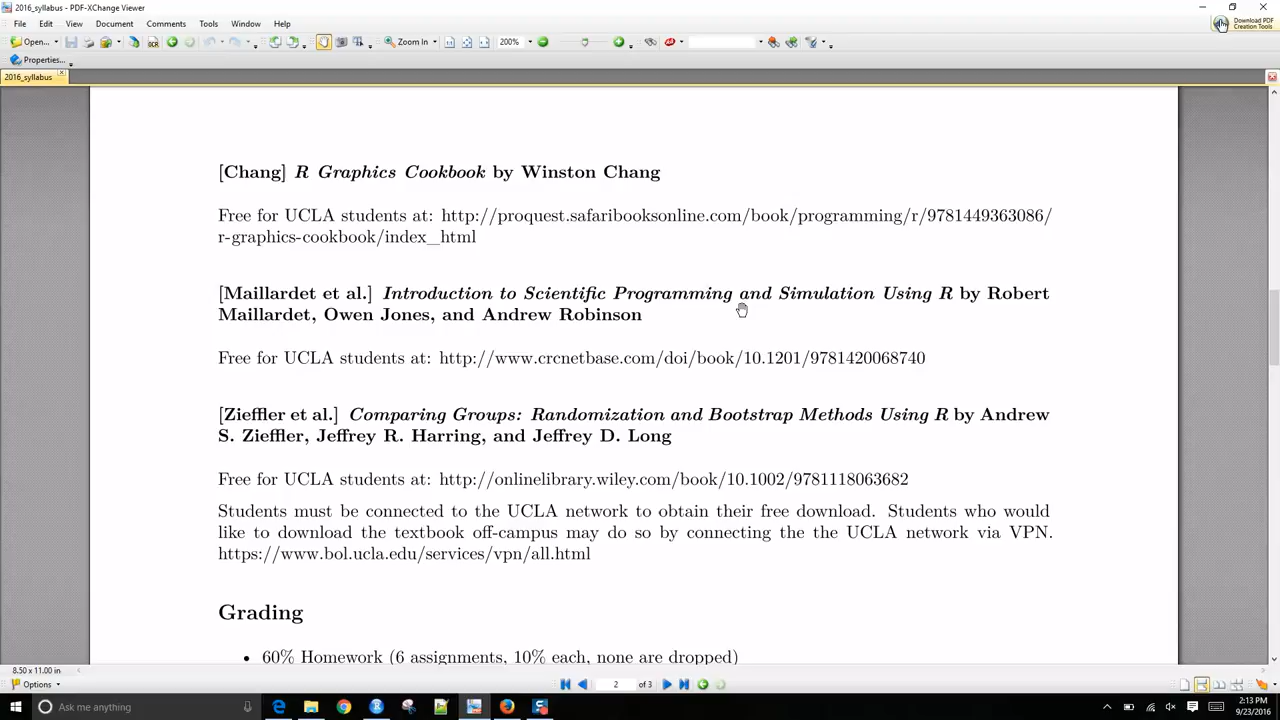 2016_syllabus - PDF-XChange Viewer
File Edit View Document Comments Tools Window Help
Download PDF
Creation Tools
Open... OCR Zoom In 200%
Properties...
2016_syllabus
[Chang] R Graphics Cookbook by Winston Chang
Free for UCLA students at: http://proquest.safaribooksonline.com/book/programming/r/9781449363086/
r-graphics-cookbook/index_html
[Maillardet et al.] Introduction to Scientific Programming and Simulation Using R by Robert
Maillardet, Owen Jones, and Andrew Robinson
Free for UCLA students at: http://www.crcnetbase.com/doi/book/10.1201/9781420068740
[Zieffler et al.] Comparing Groups: Randomization and Bootstrap Methods Using R by Andrew
S. Zieffler, Jeffrey R. Harring, and Jeffrey D. Long
Free for UCLA students at: http://onlinelibrary.wiley.com/book/10.1002/9781118063682
Students must be connected to the UCLA network to obtain their free download. Students who would
like to download the textbook off-campus may do so by connecting the the UCLA network via VPN.
https://www.bol.ucla.edu/services/vpn/all.html
Grading
• 60% Homework (6 assignments, 10% each, none are dropped)
8.50 x 11.00 in
Options 2 of 3
Ask me anything
2:13 PM
9/23/2016